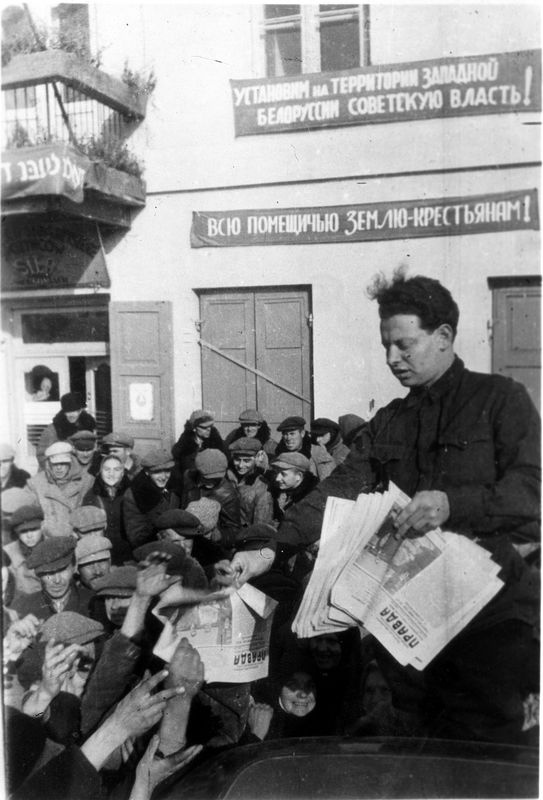 УСТАНОВИМ НА ТЕРРИТОРИИ ЗАПАДНОЙ
БЕЛОРУССИИ СОВЕТСКУЮ ВЛАСТЬ!
ВСЮ ПОМЕЩИЧЬЮ ЗЕМЛЮ-КРЕСТЬЯНАМ!
ПРАВДА
ПРАВДА